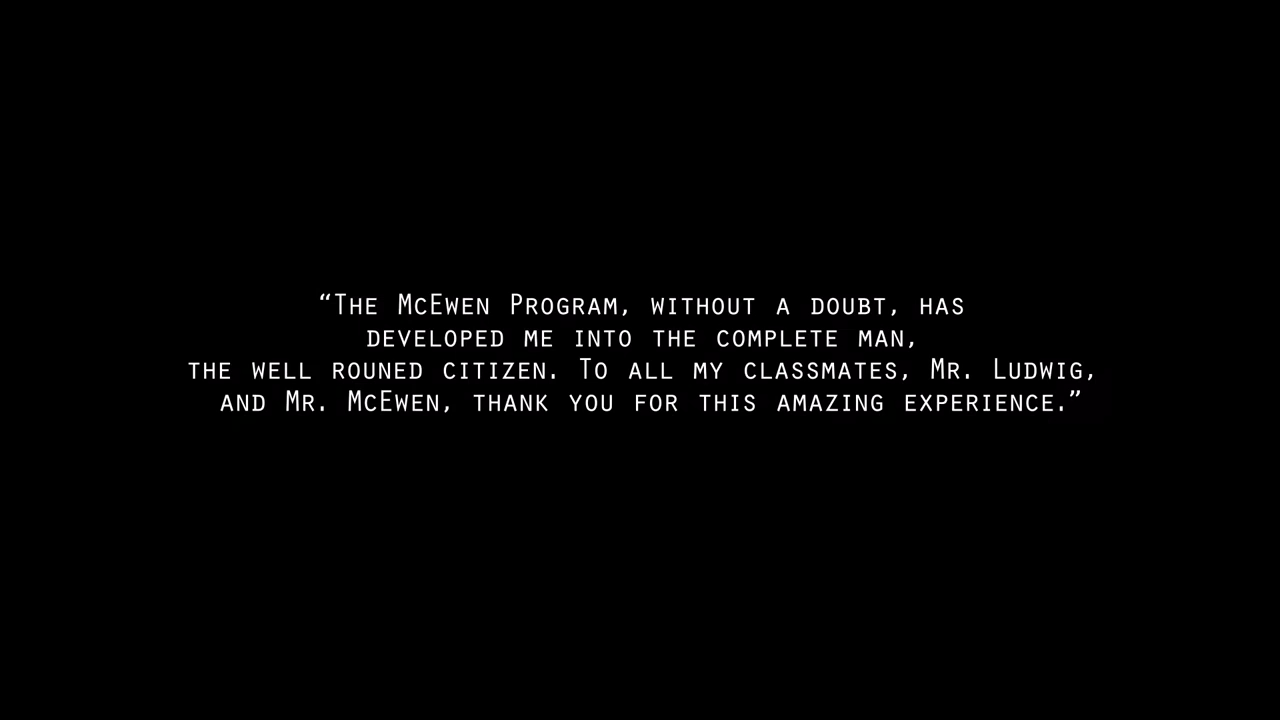 “The McEwen Program, without a doubt, has
developed me into the complete man,
the well rouned citizen. To all my classmates, Mr. Ludwig,
and Mr. McEwen, thank you for this amazing experience.”